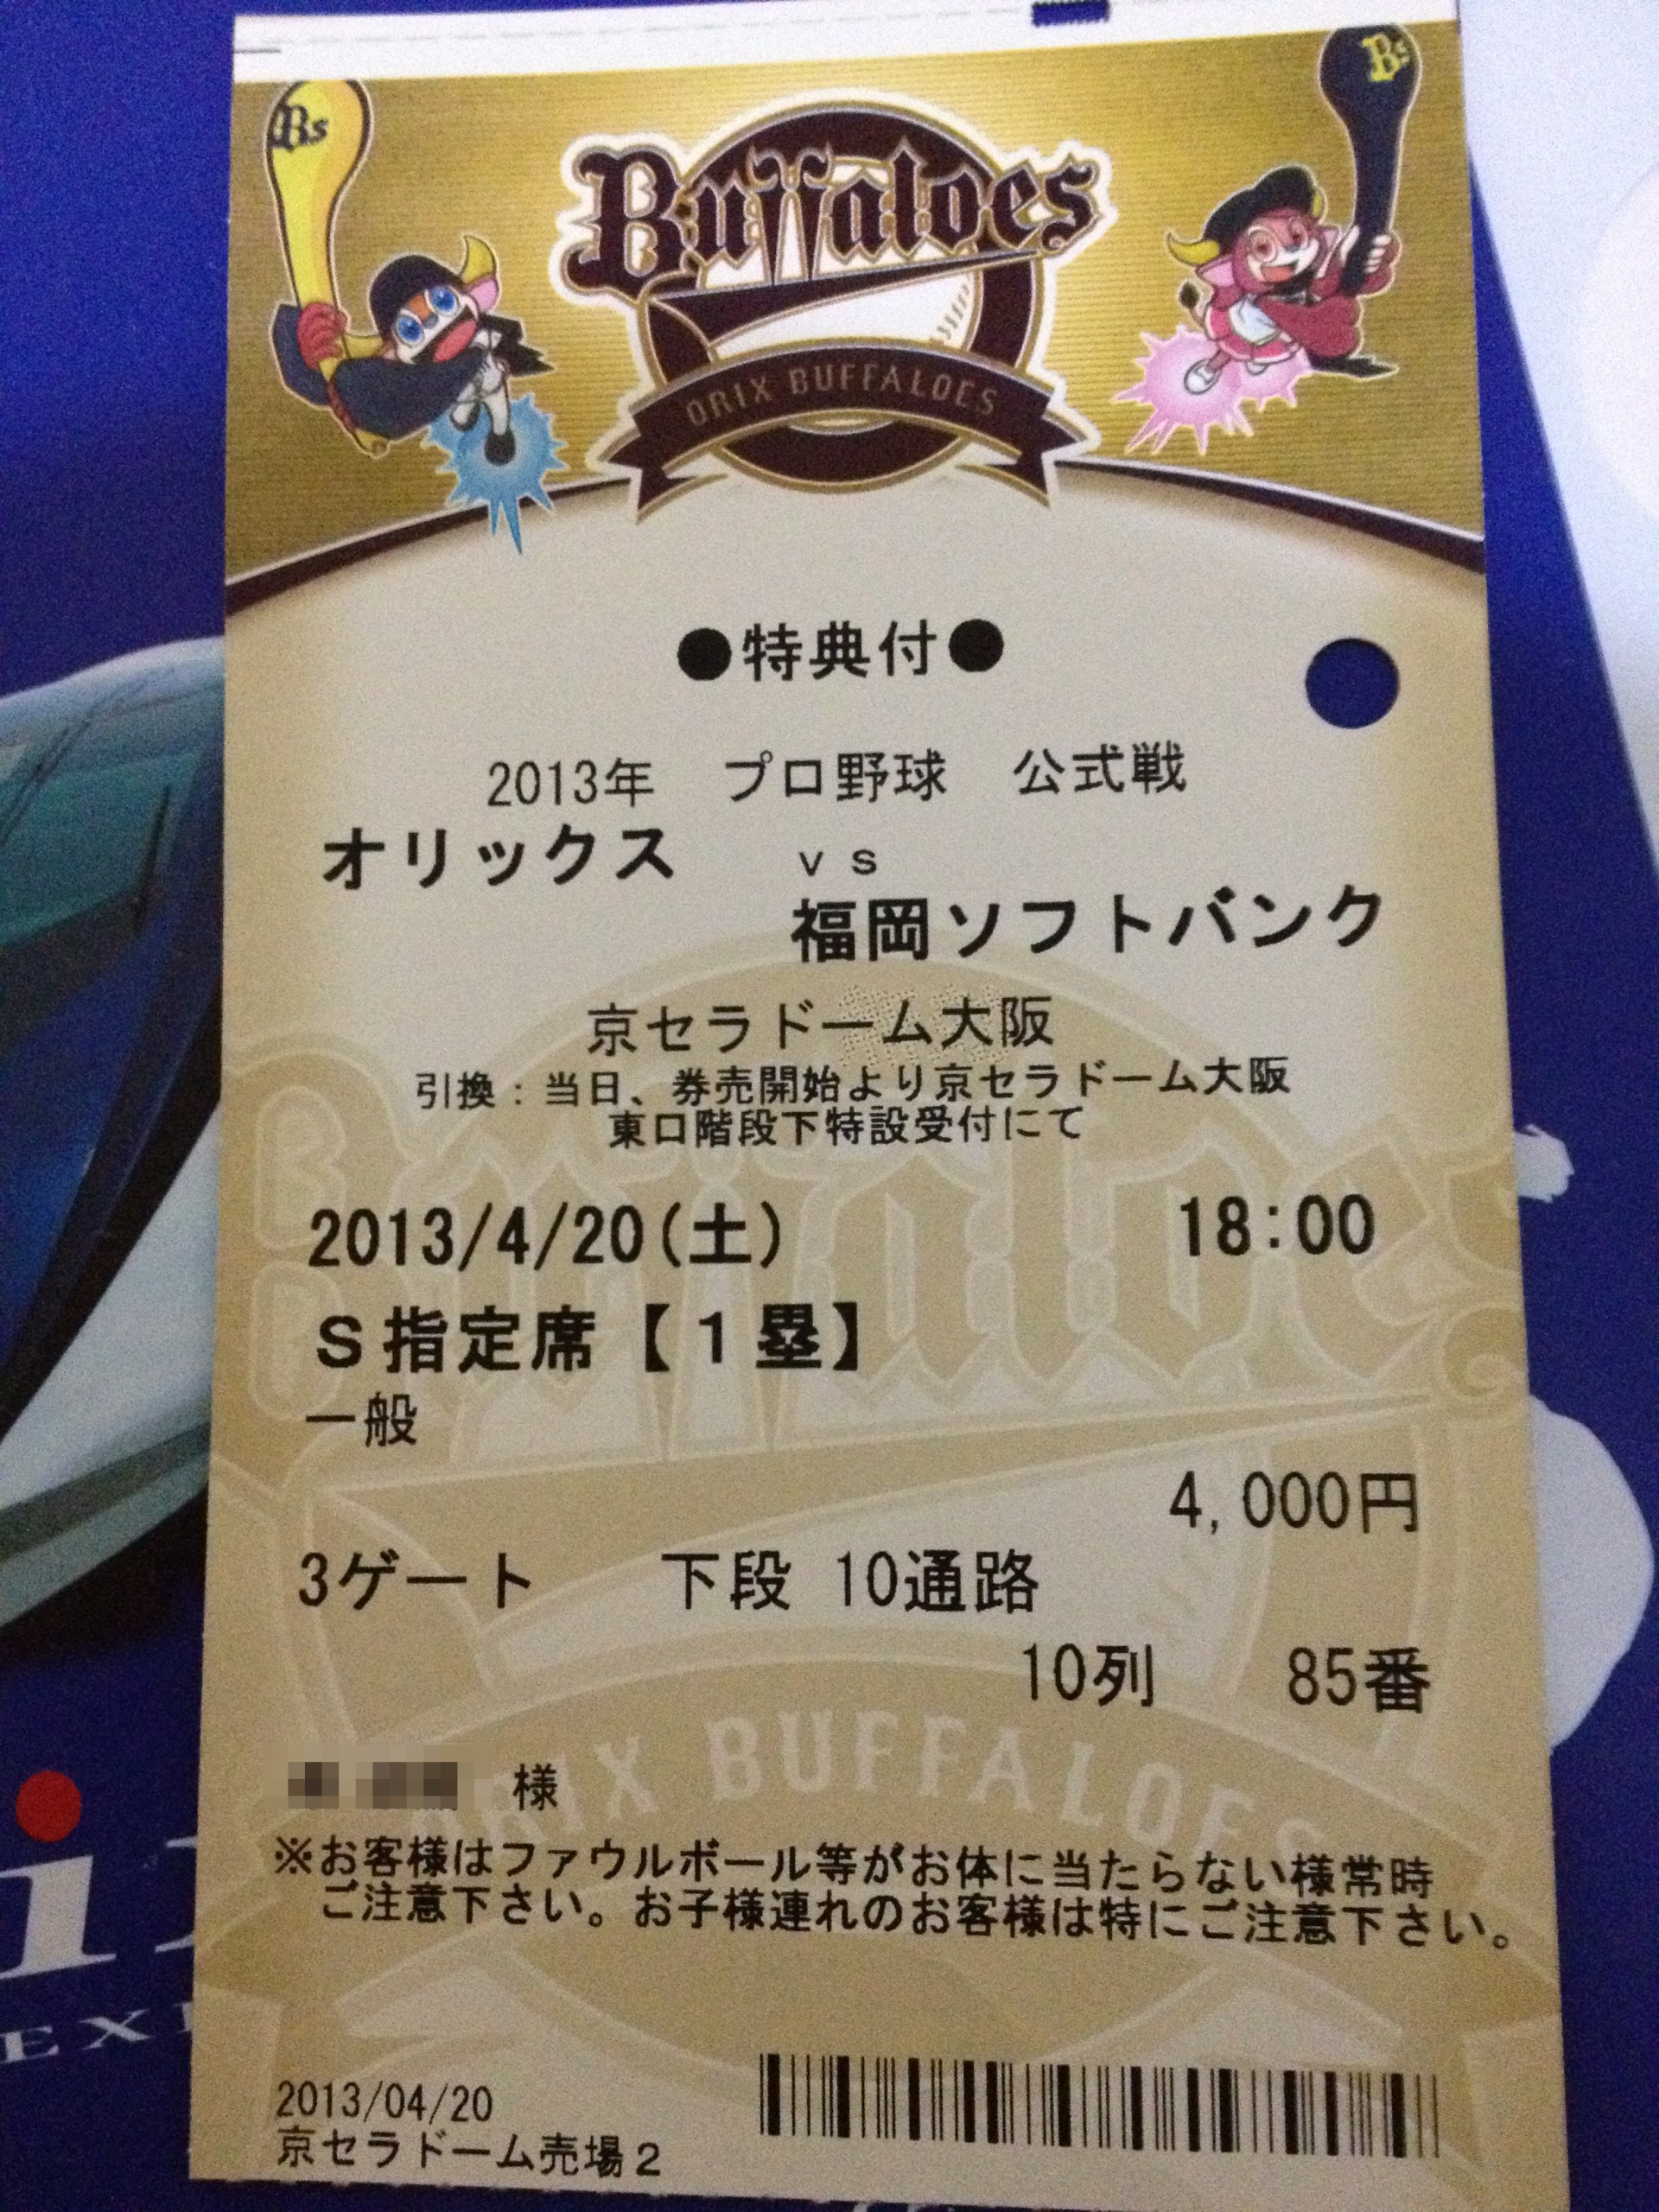 Bs
Bs
Buffaloes
ORIX BUFFALOES
●特典付●
2013年 プロ野球 公式戦
オリックス vs
福岡ソフトバンク
京セラドーム大阪
引換：当日、券売開始より京セラドーム大阪
東口階段下特設受付にて
2013/4/20(土) 18:00
S指定席【1塁】
一般
4,000円
3ゲート 下段 10通路
10列 85番
様
※お客様はファウルボール等がお体に当たらない様常時
ご注意下さい。お子様連れのお客様は特にご注意下さい。
2013/04/20
京セラドーム売場2
Buffaloes
ORIX BUFFALOES